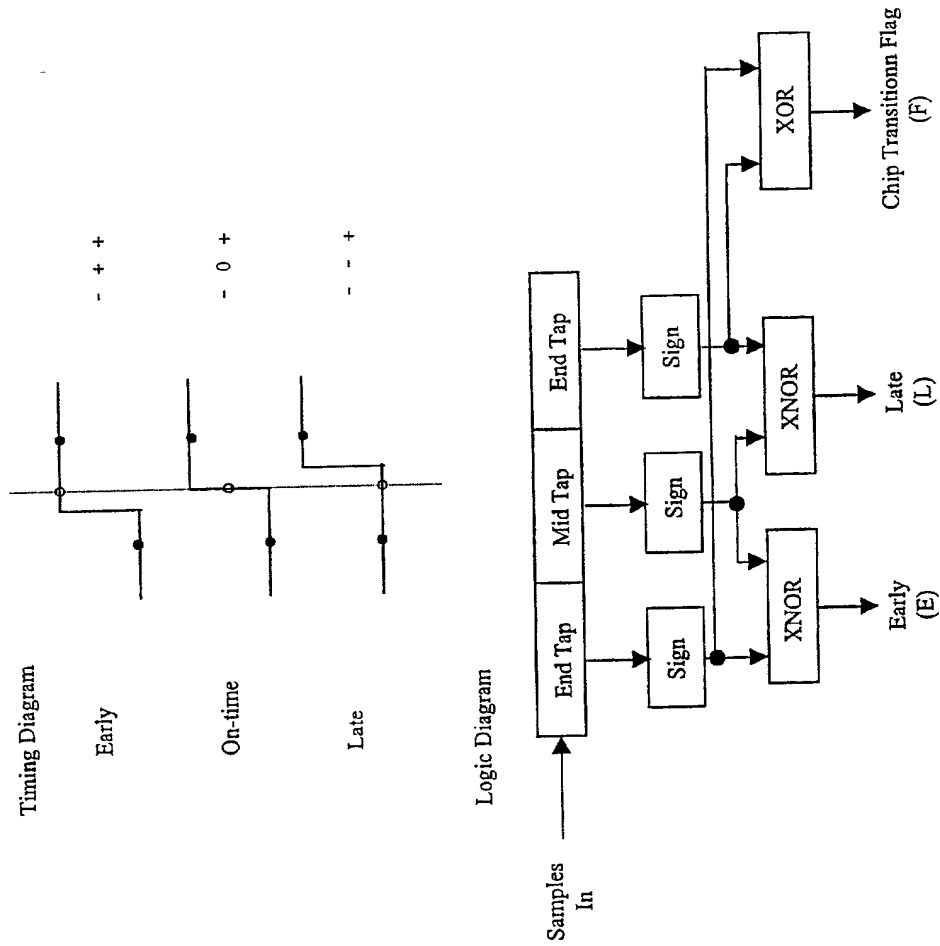 Timing Diagram
Early
- + +
On-time
- 0 +
Late
- - +
Logic Diagram
Samples
In
End Tap
Mid Tap
End Tap
Sign
Sign
Sign
XNOR
XNOR
XOR
Early
(E)
Late
(L)
Chip Transitionn Flag
(F)